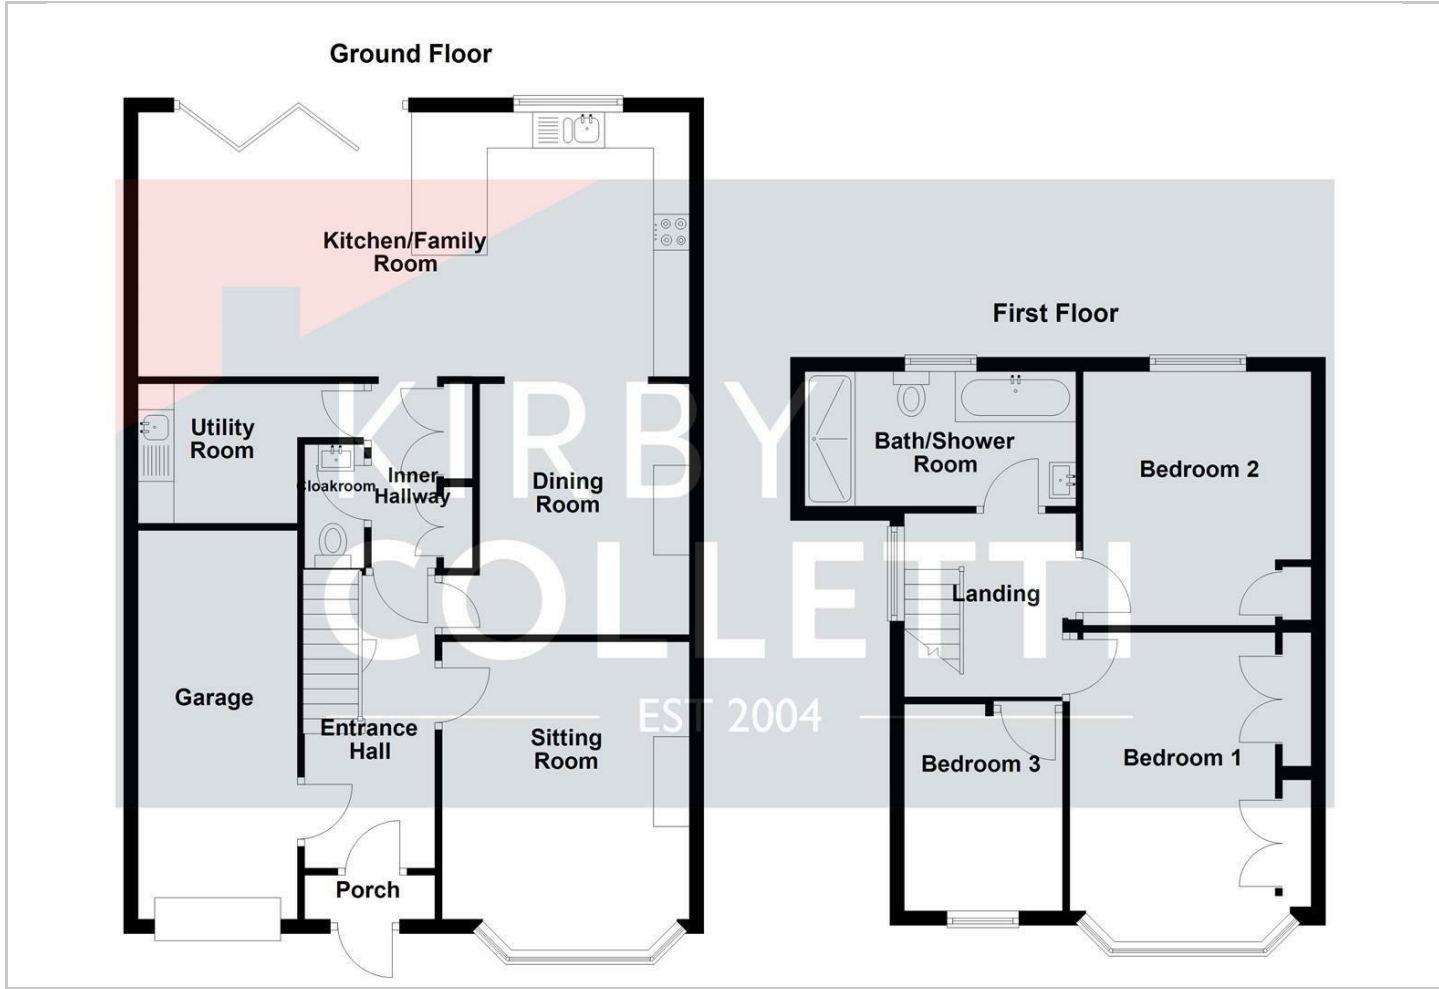 Ground Floor
Kitchen/Family
Room
Utility
Room
Cloakroom
Inner
Hallway
Dining
Room
Garage
Entrance
Hall
Sitting
Room
Porch
First Floor
Bath/Shower
Room
Bedroom 2
Landing
Bedroom 3
Bedroom 1
KIRBY
COLLETTI
EST 2004